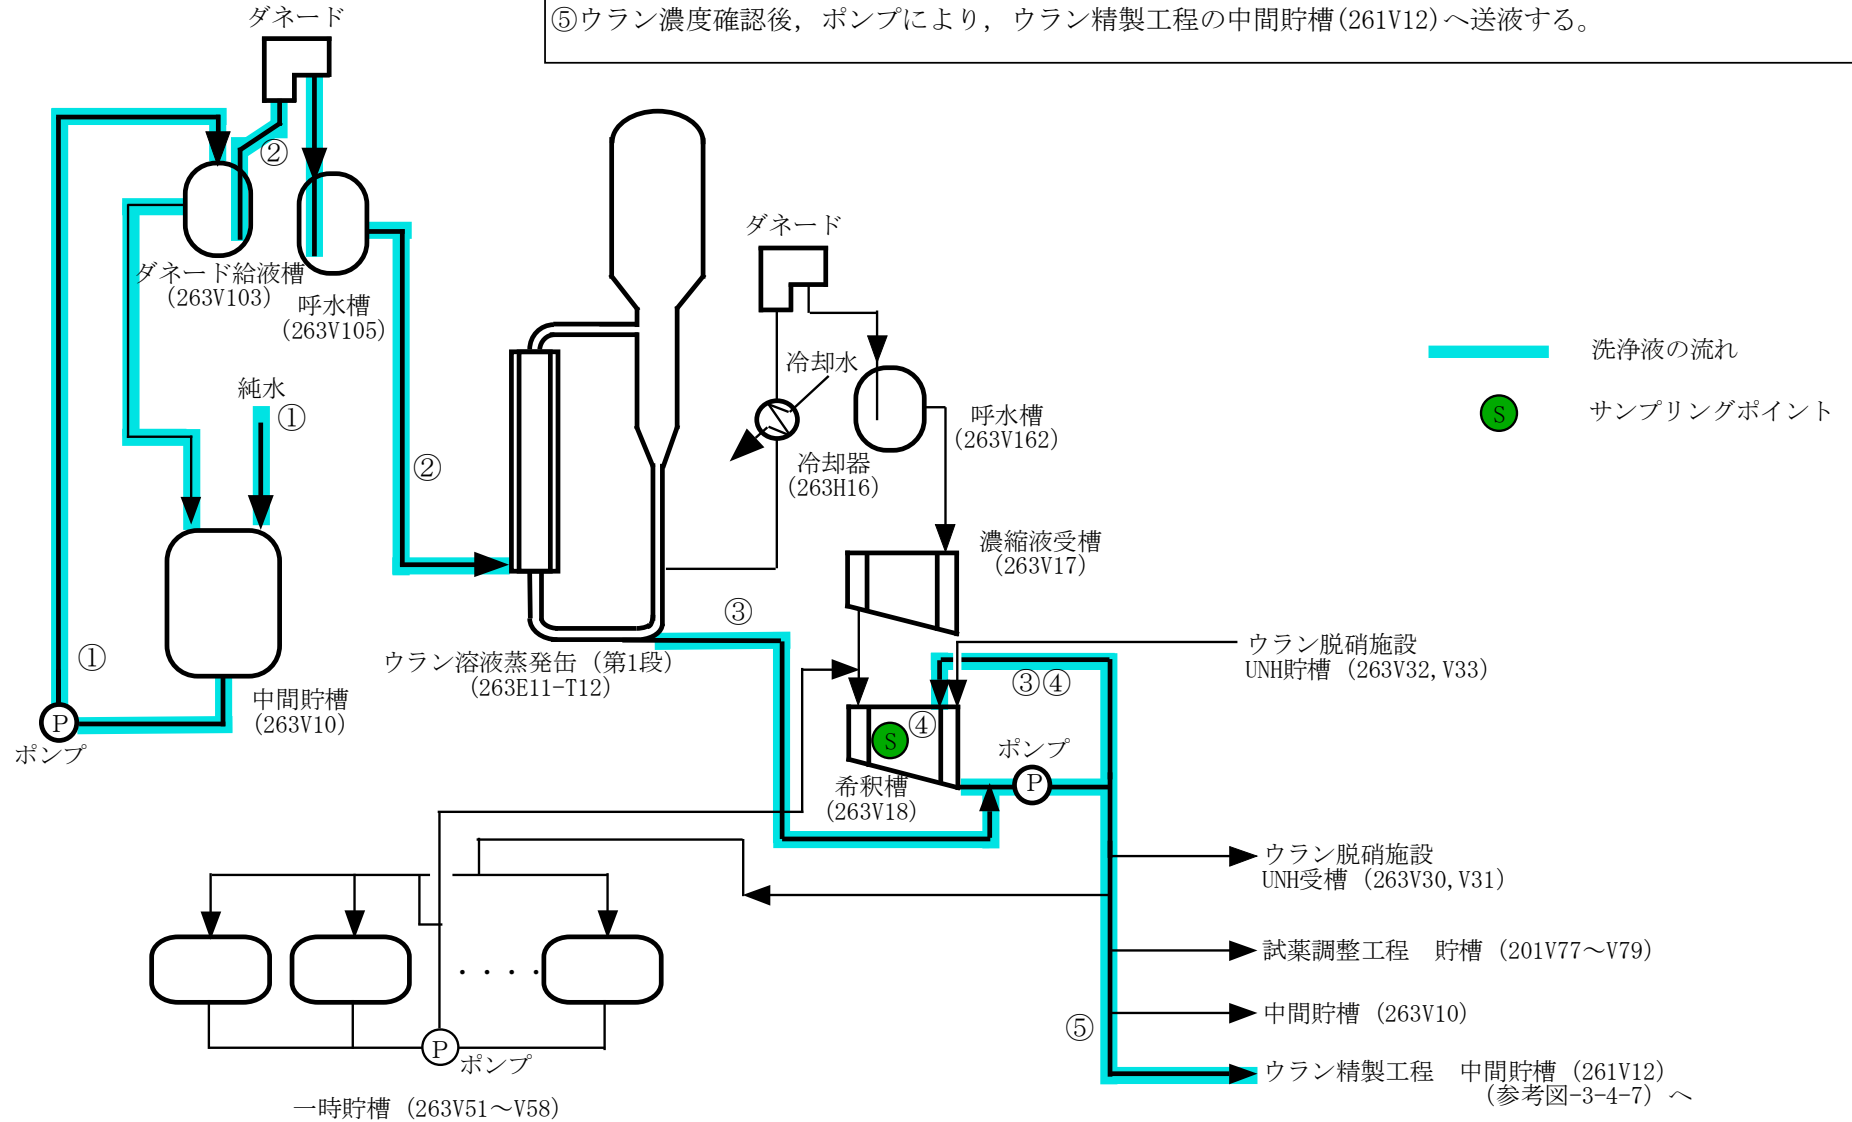 ⑤ウラン濃度確認後，ポンプにより，ウラン精製工程の中間貯槽(261V12)へ送液する。
ダネード
②
ダネード給液槽
(263V103)
呼水槽
(263V105)
純水
①
②
①
中間貯槽
(263V10)
P
ポンプ
ウラン溶液蒸発缶（第1段）
(263E11-T12)
③
ダネード
冷却水
冷却器
(263H16)
呼水槽
(263V162)
濃縮液受槽
(263V17)
洗浄液の流れ
S
サンプリングポイント
ウラン脱硝施設
UNH貯槽（263V32,V33）
③④
S
④
希釈槽
(263V18)
ポンプ
P
ウラン脱硝施設
UNH受槽（263V30,V31）
試薬調整工程　貯槽（201V77～V79）
中間貯槽（263V10）
⑤
ウラン精製工程　中間貯槽（261V12）
（参考図-3-4-7）へ
・・・・
P
ポンプ
一時貯槽（263V51～V58）